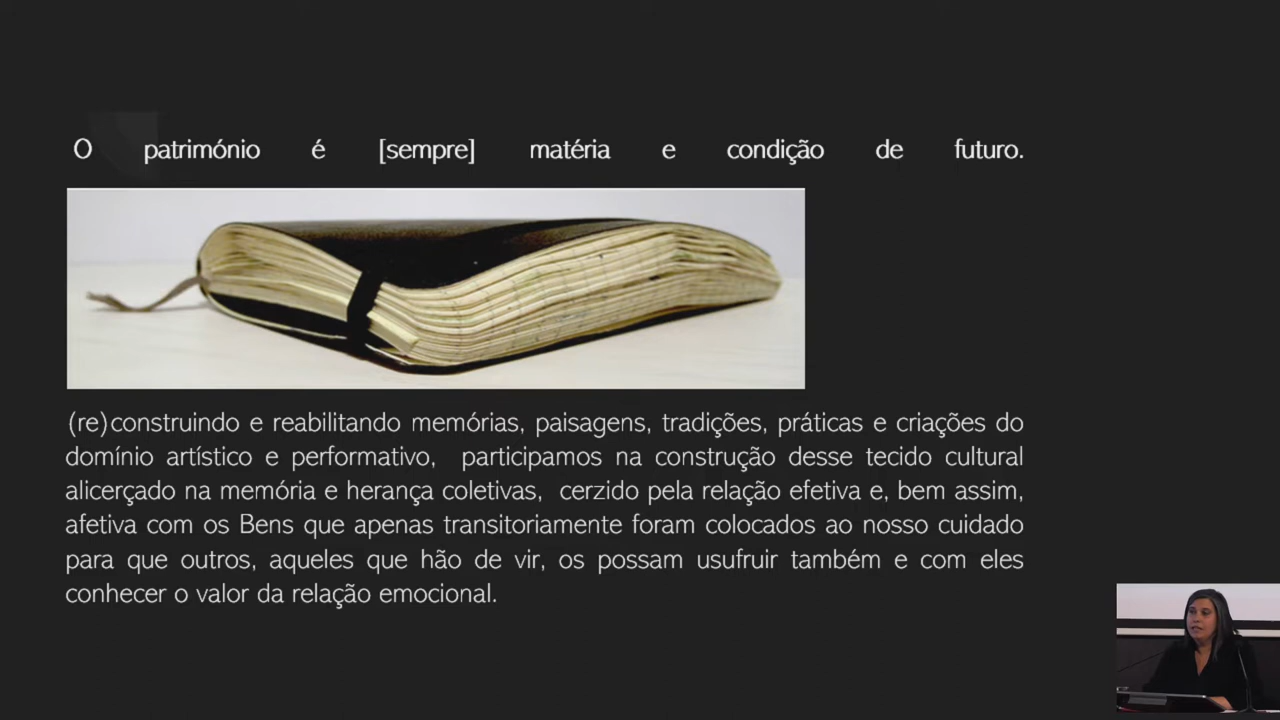 O património é [sempre] matéria e condição de futuro.
(re)construindo e reabilitando memórias, paisagens, tradições, práticas e criações do
domínio artístico e performativo, participamos na construção desse tecido cultural
alicerçado na memória e herança coletivas, cerzido pela relação efetiva e, bem assim,
afetiva com os Bens que apenas transitoriamente foram colocados ao nosso cuidado
para que outros, aqueles que hão de vir, os possam usufruir também e com eles
conhecer o valor da relação emocional.